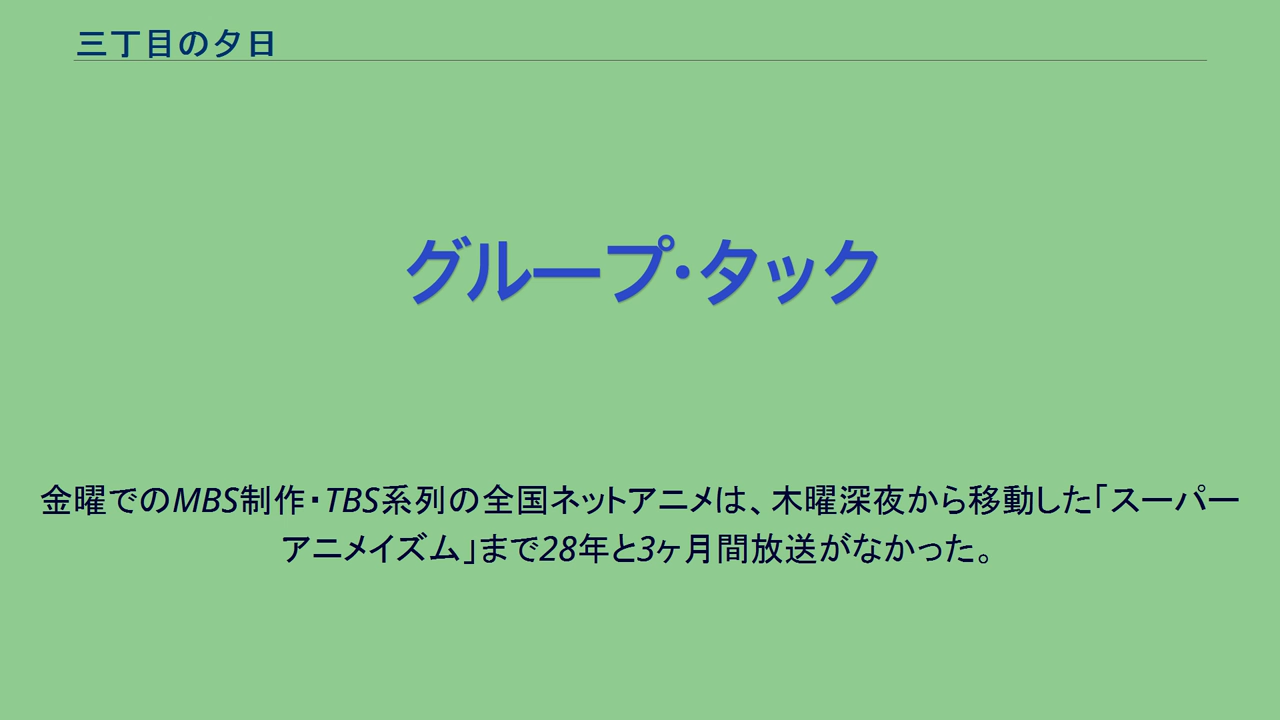 三丁目の夕日
グループ・タック
金曜でのMBS制作・TBS系列の全国ネットアニメは、木曜深夜から移動した「スーパー
アニメイズム」まで28年と3ヶ月間放送がなかった。